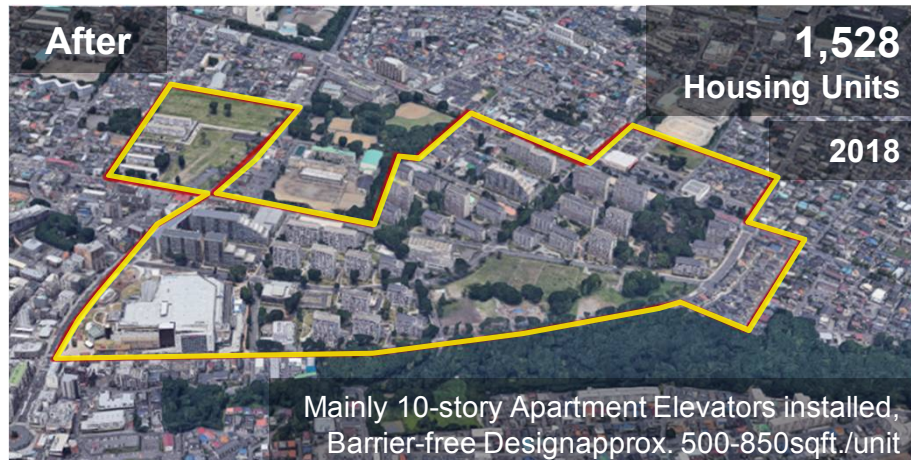 After
1,528
Housing Units
2018
Mainly 10-story Apartment Elevators installed,
Barrier-free Designapprox. 500-850sqft./unit